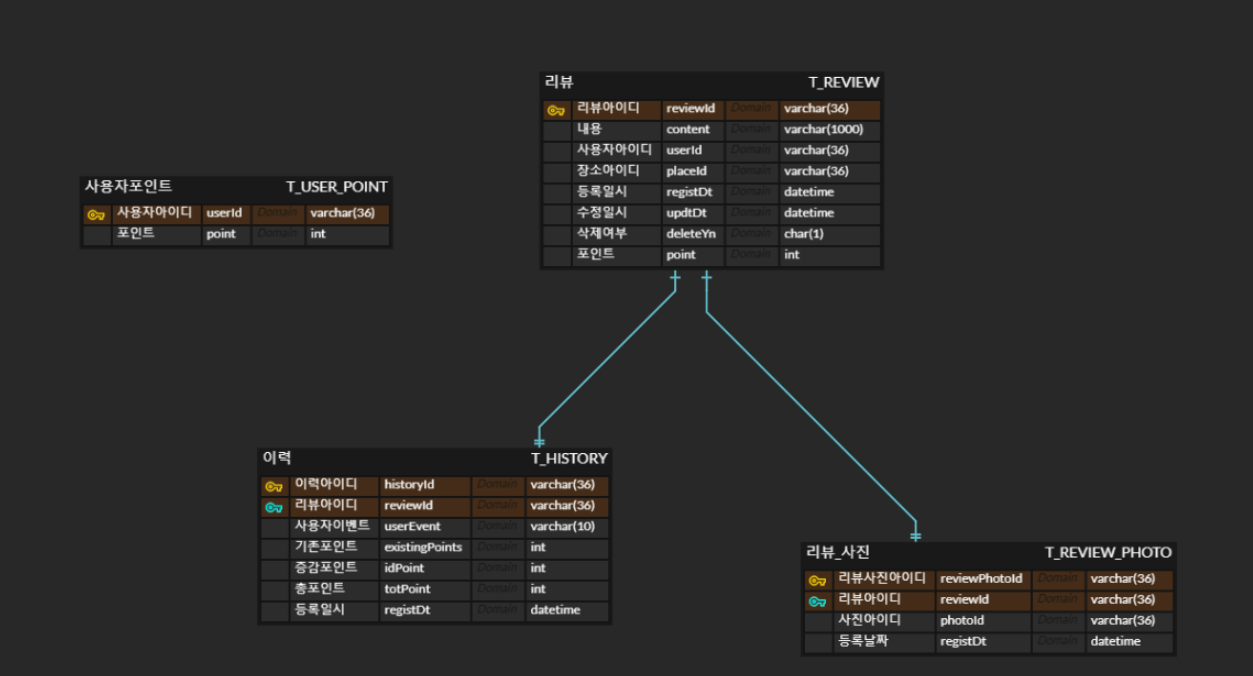 리뷰 T_REVIEW
리뷰아이디 reviewId Domain varchar(36)
내용 content Domain varchar(1000)
사용자아이디 userId Domain varchar(36)
장소아이디 placeId Domain varchar(36)
등록일시 registDt Domain datetime
수정일시 updtDt Domain datetime
삭제여부 deleteYn Domain char(1)
포인트 point Domain int
사용자포인트 T_USER_POINT
사용자아이디 userId Domain varchar(36)
포인트 point Domain int
이력 T_HISTORY
이력아이디 historyId Domain varchar(36)
리뷰아이디 reviewId Domain varchar(36)
사용자이벤트 userEvent Domain varchar(10)
기존포인트 existingPoints Domain int
증감포인트 idPoint Domain int
총포인트 totPoint Domain int
등록일시 registDt Domain datetime
리뷰_사진 T_REVIEW_PHOTO
리뷰사진아이디 reviewPhotoId Domain varchar(36)
리뷰아이디 reviewId Domain varchar(36)
사진아이디 photoId Domain varchar(36)
등록날짜 registDt Domain datetime